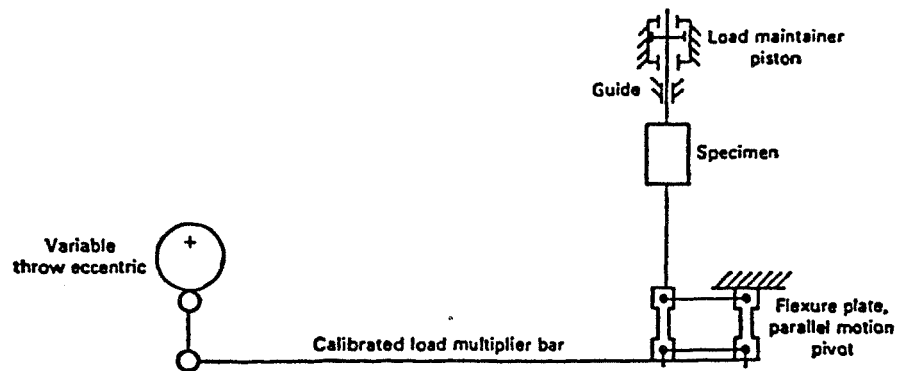 Load maintainer
piston
Guide
Specimen
Variable
throw eccentric
Flexure plate,
parallel motion
pivot
Calibrated load multiplier bar